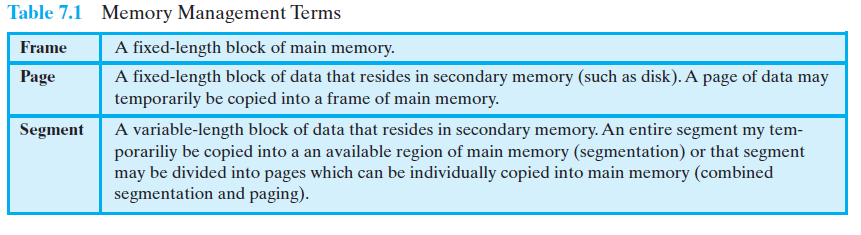 Table 7.1 Memory Management Terms
Frame A fixed-length block of main memory.
Page A fixed-length block of data that resides in secondary memory (such as disk). A page of data may
temporarily be copied into a frame of main memory.
Segment A variable-length block of data that resides in secondary memory. An entire segment my tem-
porariliy be copied into a an available region of main memory (segmentation) or that segment
may be divided into pages which can be individually copied into main memory (combined
segmentation and paging).